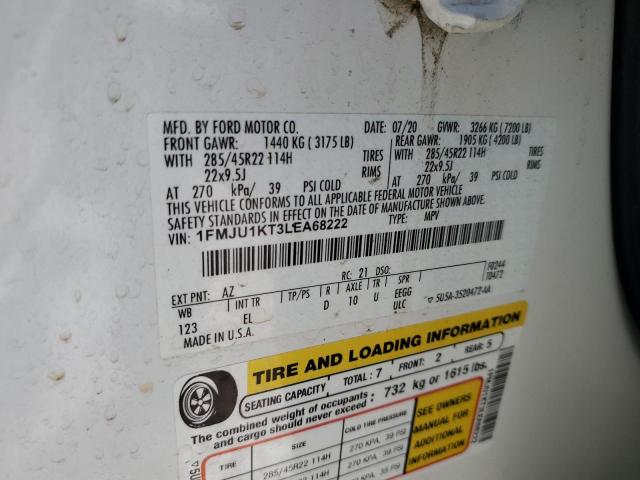 MFD. BY FORD MOTOR CO. DATE: 07/20 GVWR: 3266 KG ( 7200 LB)
FRONT GAWR: 1440 KG ( 3175 LB) REAR GAWR: 1905 KG ( 4200 LB)
WITH 285/45R22 114H TIRES WITH 285/45R22 114H TIRES
22x9.5J RIMS 22x9.5J RIMS
AT 270 kPa/ 39 PSI COLD AT 270 kPa/ 39 PSI COLD
THIS VEHICLE CONFORMS TO ALL APPLICABLE FEDERAL MOTOR VEHICLE
SAFETY STANDARDS IN EFFECT ON THE DATE OF MANUFACTURE SHOWN ABOVE.
VIN: 1FMJU1KT3LEA68222 TYPE: MPV
F0244
T0472
EXT PNT: AZ RC: 21 DSO:
WB INT TR TP/PS R AXLE TR SPR
123 EL D 10 U EEGG
ULC
MADE IN U.S.A. 5U5A-3520472-AA
TIRE AND LOADING INFORMATION
SEATING CAPACITY TOTAL: 7 FRONT: 2 REAR: 5
The combined weight of occupants
and cargo should never exceed: 732 kg or 1615 lbs.
TIRE SIZE COLD TIRE PRESSURE
285/45R22 114H 270 KPA, 39 PSI
270 KPA, 39 PSI
SEE OWNERS
MANUAL FOR
ADDITIONAL
INFORMATION